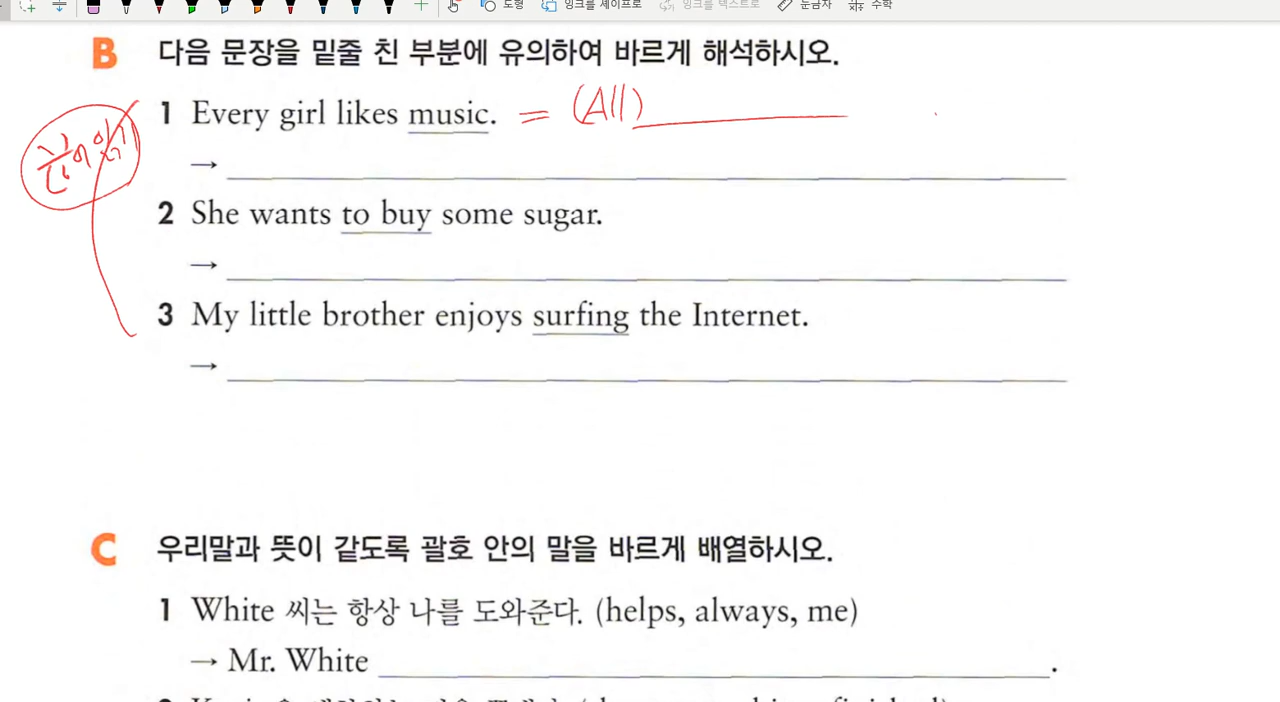 도형 잉크를 셰이프로 잉크를 텍스트로 눈금자 수학
B 다음 문장을 밑줄 친 부분에 유의하여 바르게 해석하시오.
1 Every girl likes music. = (All)
끊어 읽기
→
2 She wants to buy some sugar.
→
3 My little brother enjoys surfing the Internet.
→
C 우리말과 뜻이 같도록 괄호 안의 말을 바르게 배열하시오.
1 White 씨는 항상 나를 도와준다. (helps, always, me)
→ Mr. White .